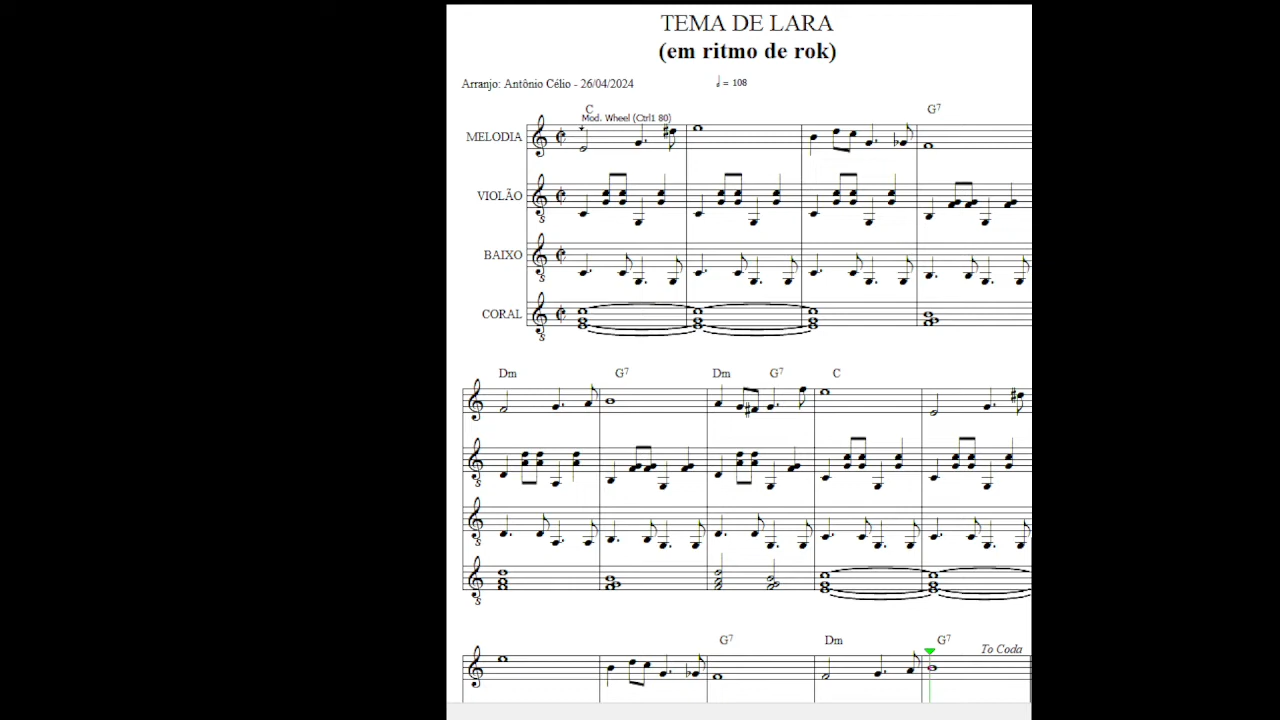 TEMA DE LARA
(em ritmo de rok)
Arranjo: Antônio Célio - 26/04/2024
= 108
C
G7
Mod. Wheel (Ctrl1 80)
MELODIA
VIOLÃO
BAIXO
CORAL
Dm G7 Dm G7 C
G7 Dm G7 To Coda